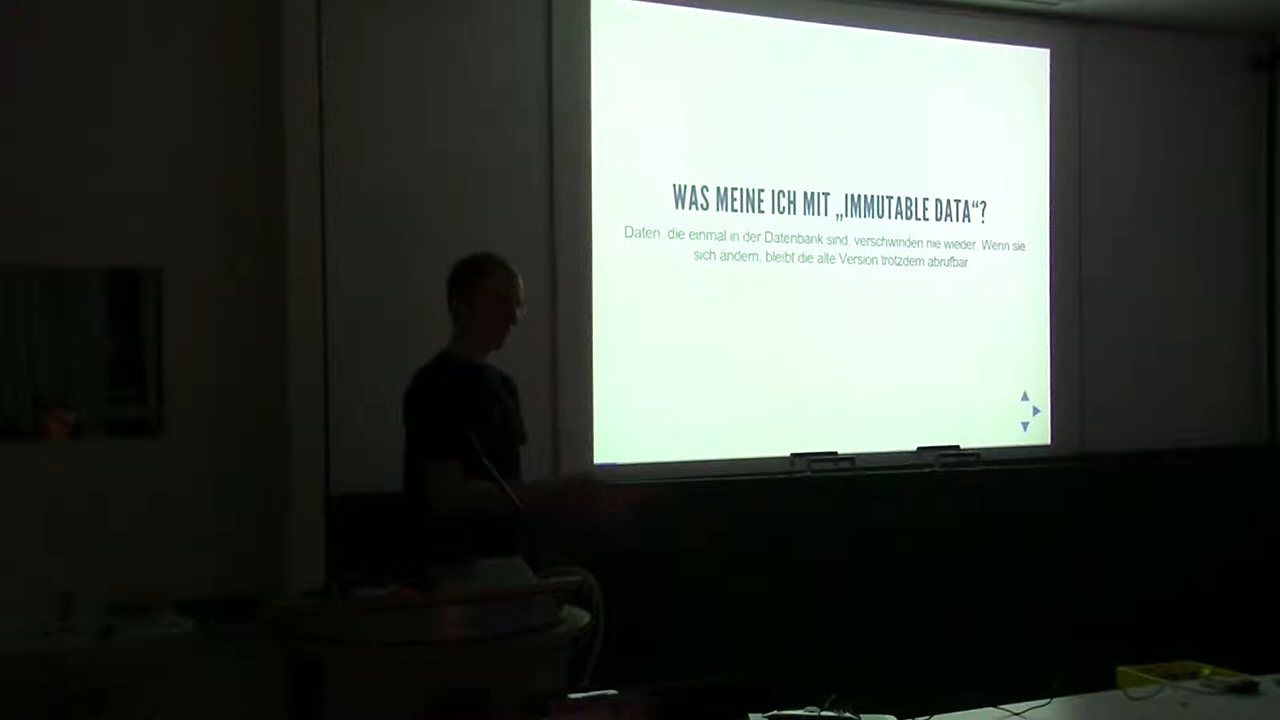 WAS MEINE ICH MIT „IMMUTABLE DATA“?
Daten, die einmal in der Datenbank sind, verschwinden nie wieder. Wenn sie
sich ändern, bleibt die alte Version trotzdem abrufbar